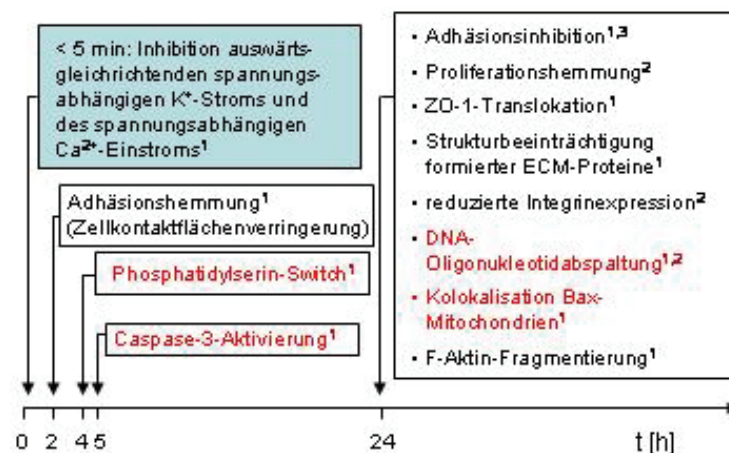 < 5 min: Inhibition auswärts-
gleichrichtenden spannungs-
abhängigen K⁺-Stroms und
des spannungsabhängigen
Ca²⁺-Einstroms¹
Adhäsionshemmung¹
(Zellkontaktflächenverringerung)
Phosphatidylserin-Switch¹
Caspase-3-Aktivierung¹
• Adhäsionsinhibition¹,³
• Proliferationshemmung²
• ZO-1-Translokation¹
• Strukturbeeinträchtigung
formierter ECM-Proteine¹
• reduzierte Integrinexpression²
• DNA-
Oligonukleotidabspaltung¹,²
• Kolokalisation Bax-
Mitochondrien¹
• F-Aktin-Fragmentierung¹
0 2 4 5 24 t [h]